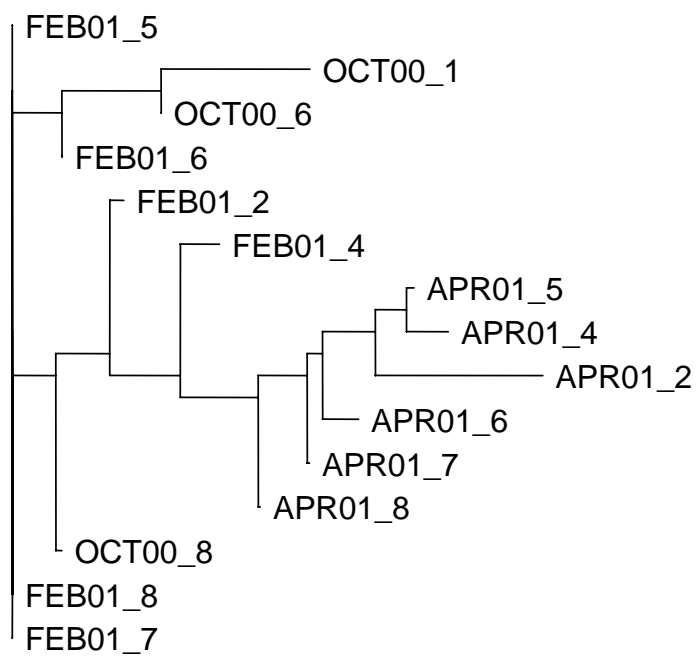 FEB01_5
OCT00_1
OCT00_6
FEB01_6
FEB01_2
FEB01_4
APR01_5
APR01_4
APR01_2
APR01_6
APR01_7
APR01_8
OCT00_8
FEB01_8
FEB01_7